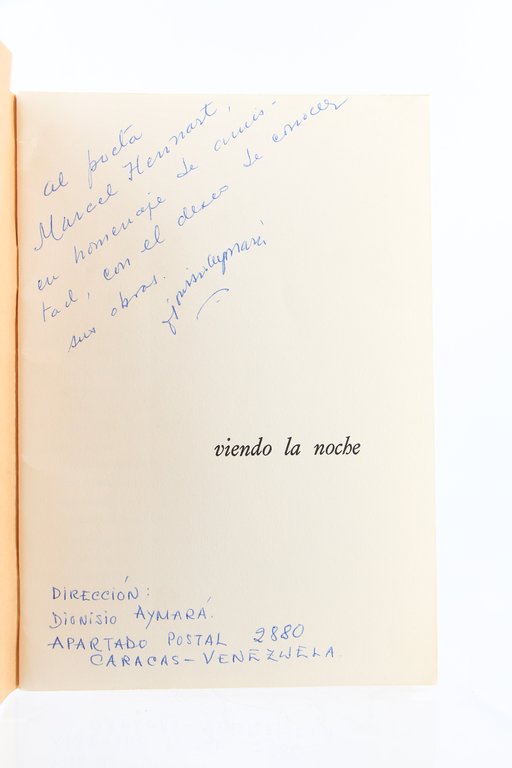 al poeta
Marcel Hennart,
en homenaje de amis-
tad, con el deseo de conocer
sus obras.
viendo la noche
DIRECCIÓN:
DIONISIO AYMARÁ.
APARTADO POSTAL 2880
CARACAS - VENEZUELA.